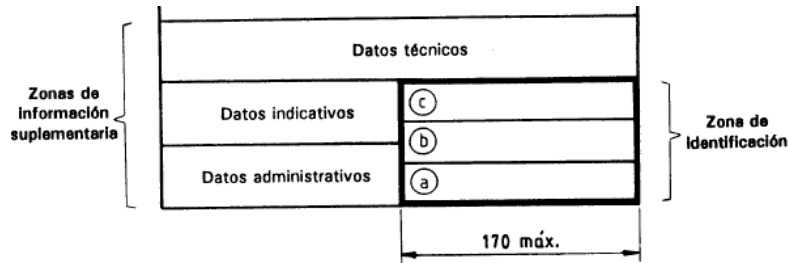 Datos técnicos
Zonas de
información
suplementaria
Datos indicativos
c
b
Zona de
identificación
Datos administrativos
a
170 máx.